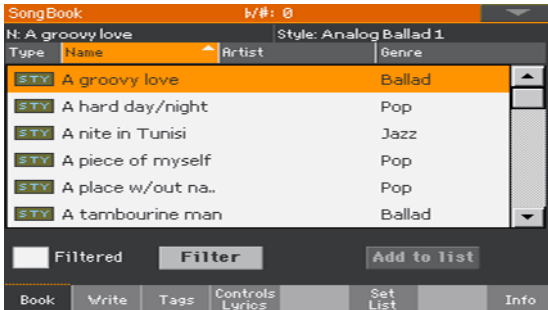 SongBook ♭/#: 0
N: A groovy love Style: Analog Ballad 1
Type Name Artist Genre
STY A groovy love Ballad
STY A hard day/night Pop
STY A nite in Tunisi Jazz
STY A piece of myself Pop
STY A place w/out na.. Pop
STY A tambourine man Ballad
Filtered Filter Add to list
Book Write Tags Controls Lyrics Set List Info